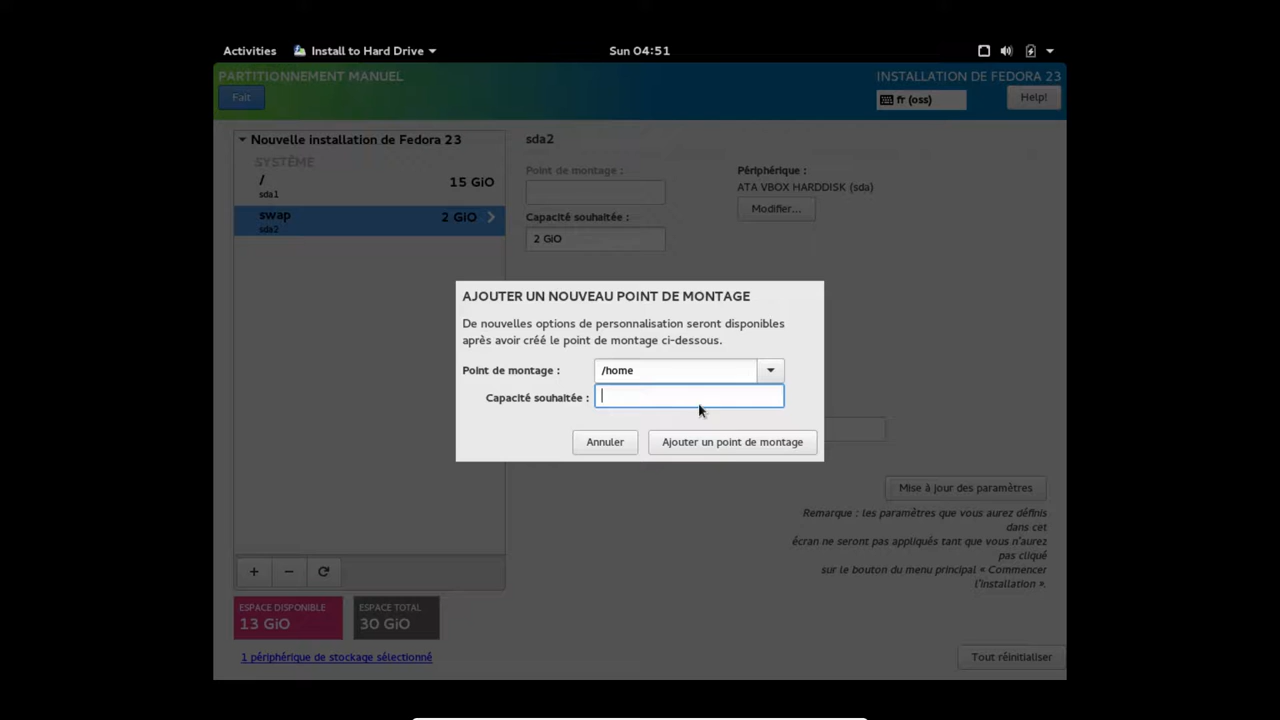 Activities
Install to Hard Drive
Sun 04:51
PARTITIONNEMENT MANUEL
INSTALLATION DE FEDORA 23
Fait
fr (oss)
Help!
Nouvelle installation de Fedora 23
SYSTÈME
/
15 GiO
sda1
swap
2 GiO
sda2
sda2
Point de montage :
Périphérique :
ATA VBOX HARDDISK (sda)
Modifier...
Capacité souhaitée :
2 GiO
AJOUTER UN NOUVEAU POINT DE MONTAGE
De nouvelles options de personnalisation seront disponibles
après avoir créé le point de montage ci-dessous.
Point de montage :
/home
Capacité souhaitée :
Annuler
Ajouter un point de montage
Mise à jour des paramètres
Remarque : les paramètres que vous aurez définis
dans cet
écran ne seront pas appliqués tant que vous n'aurez
pas cliqué
sur le bouton du menu principal « Commencer
l'installation ».
+
−
ESPACE DISPONIBLE
13 GiO
ESPACE TOTAL
30 GiO
1 périphérique de stockage sélectionné
Tout réinitialiser